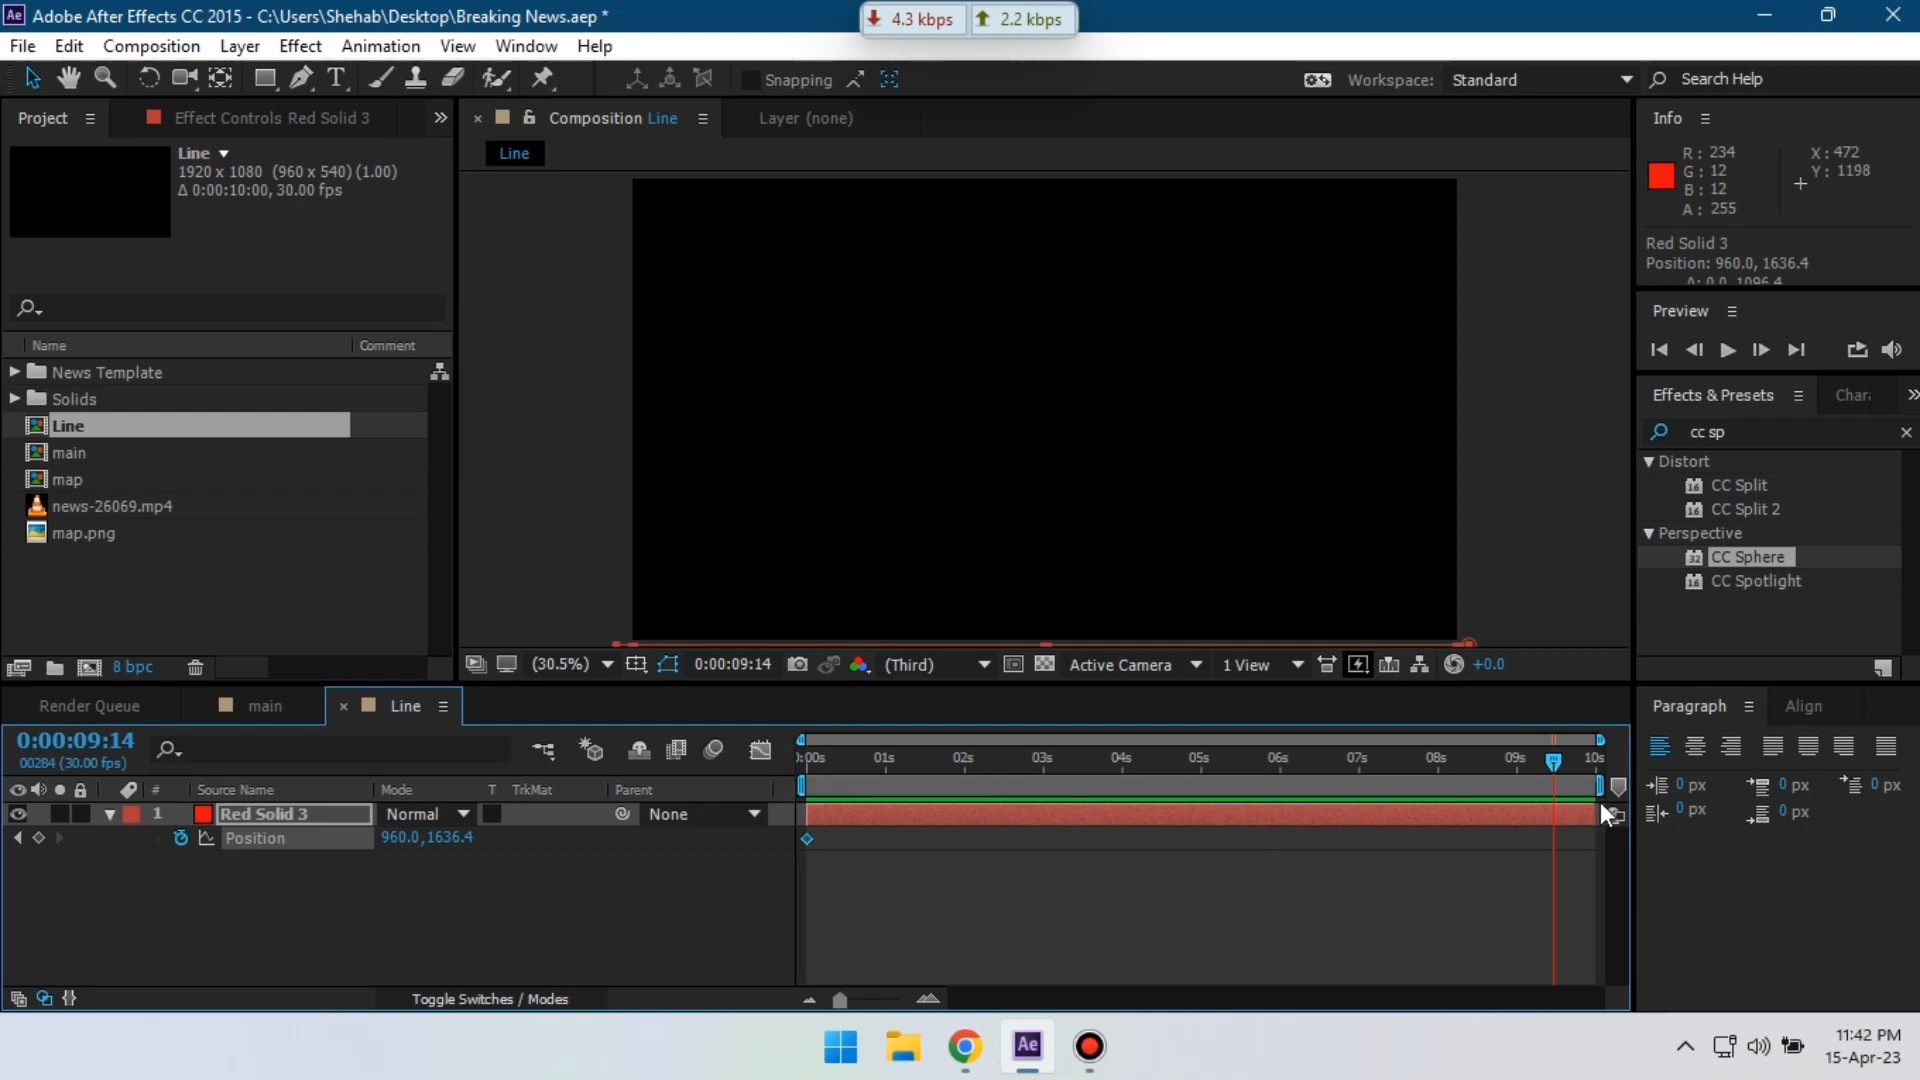 Adobe After Effects CC 2015 - C:\Users\Shehab\Desktop\Breaking News.aep *
4.3 kbps
2.2 kbps
File Edit Composition Layer Effect Animation View Window Help
Snapping
Workspace: Standard
Search Help
Project
Effect Controls Red Solid 3
Composition Line
Layer (none)
Info
Line
1920 x 1080 (960 x 540) (1.00)
Δ 0:00:10:00, 30.00 fps
Line
R: 234
G: 12
B: 12
A: 255
X: 472
Y: 1198
Red Solid 3
Position: 960.0, 1636.4
Δ: 0.0, 1096.4
Preview
Name
Comment
News Template
Solids
Line
main
map
news-26069.mp4
map.png
Effects & Presets
cc sp
Distort
CC Split
CC Split 2
Perspective
CC Sphere
CC Spotlight
8 bpc
(30.5%)
0:00:09:14
(Third)
Active Camera
1 View
+0.0
Render Queue
main
Line
Paragraph
Align
0:00:09:14
00284 (30.00 fps)
01s 02s 03s 04s 05s 06s 07s 08s 09s 10s
# Source Name Mode T TrkMat Parent
1 Red Solid 3 Normal None
Position 960.0,1636.4
0 px 0 px 0 px
0 px 0 px
Toggle Switches / Modes
11:42 PM
15-Apr-23